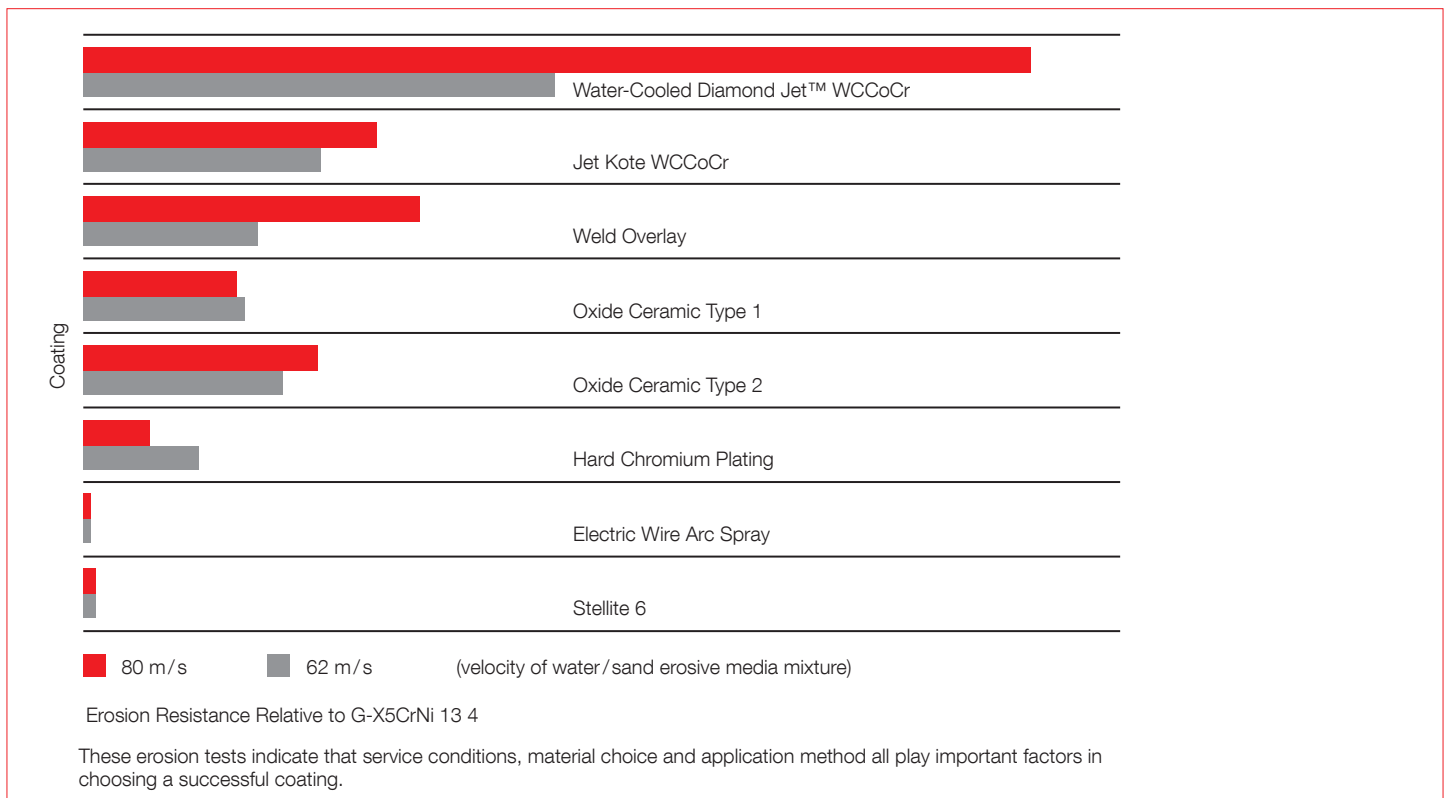 Water-Cooled Diamond Jet™ WCCoCr
Jet Kote WCCoCr
Weld Overlay
Oxide Ceramic Type 1
Coating
Oxide Ceramic Type 2
Hard Chromium Plating
Electric Wire Arc Spray
Stellite 6
80 m/s 62 m/s (velocity of water/sand erosive media mixture)
Erosion Resistance Relative to G-X5CrNi 13 4
These erosion tests indicate that service conditions, material choice and application method all play important factors in
choosing a successful coating.